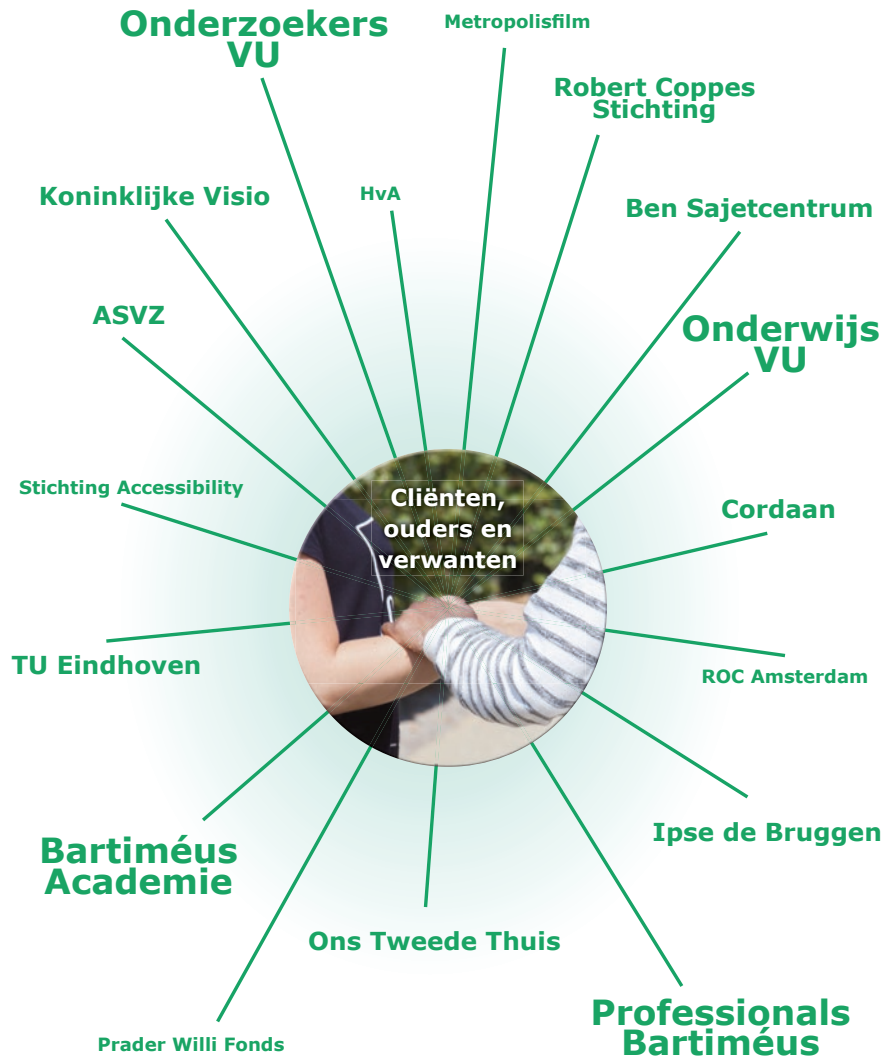 Onderzoekers
VU
Metropolisfilm
Robert Coppes
Stichting
Koninklijke Visio
HvA
Ben Sajetcentrum
ASVZ
Onderwijs
VU
Stichting Accessibility
Cliënten,
ouders en
verwanten
Cordaan
TU Eindhoven
ROC Amsterdam
Bartiméus
Academie
Ipse de Bruggen
Ons Tweede Thuis
Professionals
Bartiméus
Prader Willi Fonds